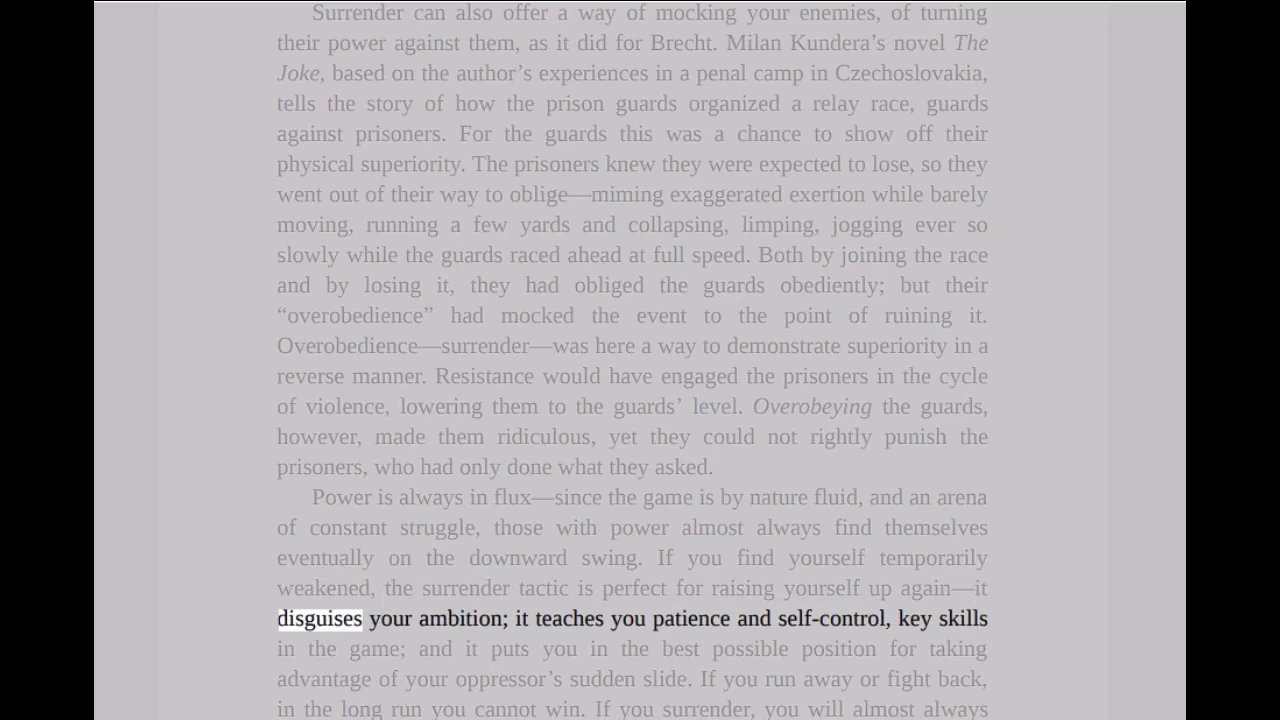 Surrender can also offer a way of mocking your enemies, of turning
their power against them, as it did for Brecht. Milan Kundera’s novel The
Joke, based on the author’s experiences in a penal camp in Czechoslovakia,
tells the story of how the prison guards organized a relay race, guards
against prisoners. For the guards this was a chance to show off their
physical superiority. The prisoners knew they were expected to lose, so they
went out of their way to oblige—miming exaggerated exertion while barely
moving, running a few yards and collapsing, limping, jogging ever so
slowly while the guards raced ahead at full speed. Both by joining the race
and by losing it, they had obliged the guards obediently; but their
“overobedience” had mocked the event to the point of ruining it.
Overobedience—surrender—was here a way to demonstrate superiority in a
reverse manner. Resistance would have engaged the prisoners in the cycle
of violence, lowering them to the guards’ level. Overobeying the guards,
however, made them ridiculous, yet they could not rightly punish the
prisoners, who had only done what they asked.
Power is always in flux—since the game is by nature fluid, and an arena
of constant struggle, those with power almost always find themselves
eventually on the downward swing. If you find yourself temporarily
weakened, the surrender tactic is perfect for raising yourself up again—it
disguises your ambition; it teaches you patience and self-control, key skills
in the game; and it puts you in the best possible position for taking
advantage of your oppressor’s sudden slide. If you run away or fight back,
in the long run you cannot win. If you surrender, you will almost always